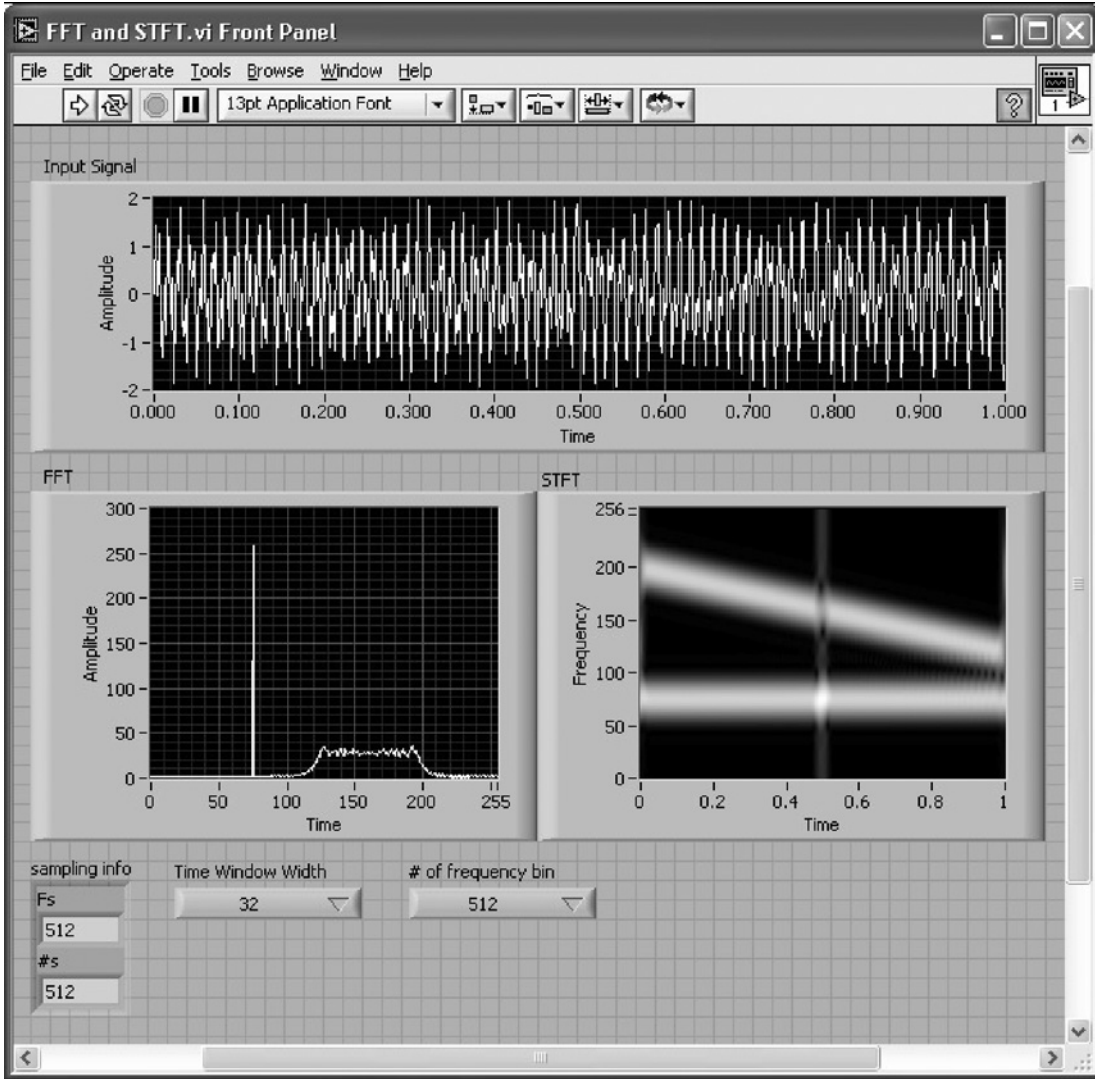 FFT and STFT.vi Front Panel
File Edit Operate Tools Browse Window Help
13pt Application Font
?
1
Input Signal
Amplitude
2
1
0
-1
-2
0.000 0.100 0.200 0.300 0.400 0.500 0.600 0.700 0.800 0.900 1.000
Time
FFT
Amplitude
300
250
200
150
100
50
0
0 50 100 150 200 255
Time
STFT
Frequency
256
200
150
100
50
0
0 0.2 0.4 0.6 0.8 1
Time
sampling info
Fs
512
#s
512
Time Window Width
32
# of frequency bin
512